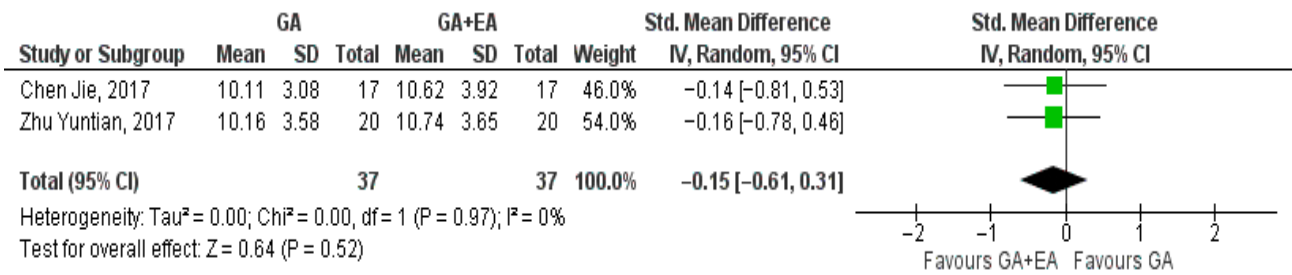 GA GA+EA Std. Mean Difference Std. Mean Difference
Study or Subgroup Mean SD Total Mean SD Total Weight IV, Random, 95% CI IV, Random, 95% CI
Chen Jie, 2017 10.11 3.08 17 10.62 3.92 17 46.0% −0.14 [−0.81, 0.53]
Zhu Yuntian, 2017 10.16 3.58 20 10.74 3.65 20 54.0% −0.16 [−0.78, 0.46]
Total (95% CI) 37 37 100.0% −0.15 [−0.61, 0.31]
Heterogeneity: Tau² = 0.00; Chi² = 0.00, df = 1 (P = 0.97); I² = 0%
Test for overall effect: Z = 0.64 (P = 0.52)
−2 −1 0 1 2
Favours GA+EA Favours GA